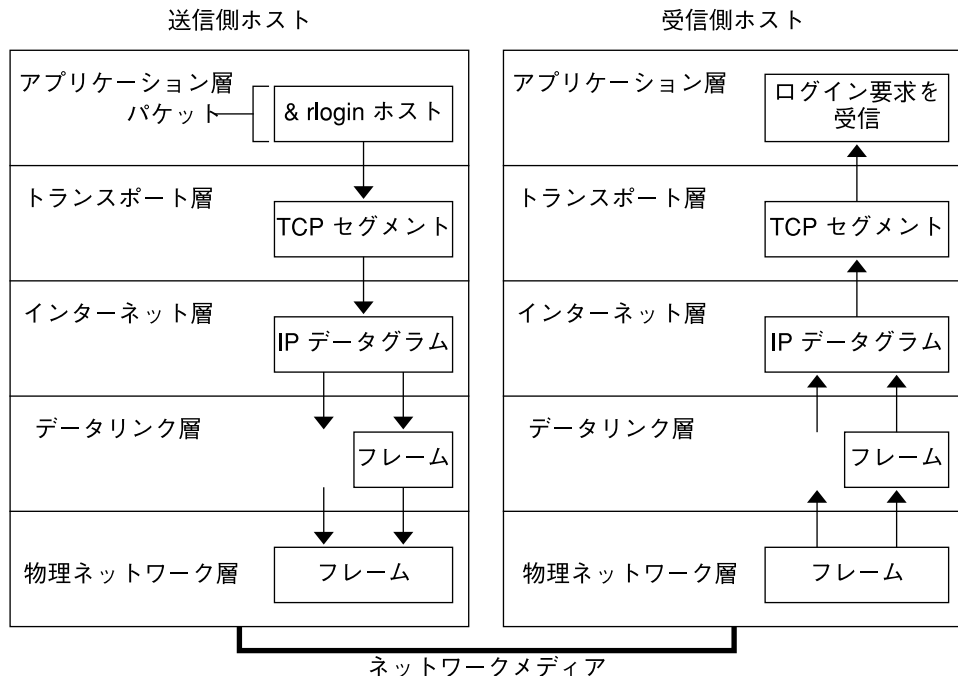 送信側ホスト
アプリケーション層
パケット
& rlogin ホスト
トランスポート層
TCP セグメント
インターネット層
IP データグラム
データリンク層
フレーム
物理ネットワーク層
フレーム
受信側ホスト
アプリケーション層
ログイン要求を
受信
トランスポート層
TCP セグメント
インターネット層
IP データグラム
データリンク層
フレーム
物理ネットワーク層
フレーム
ネットワークメディア